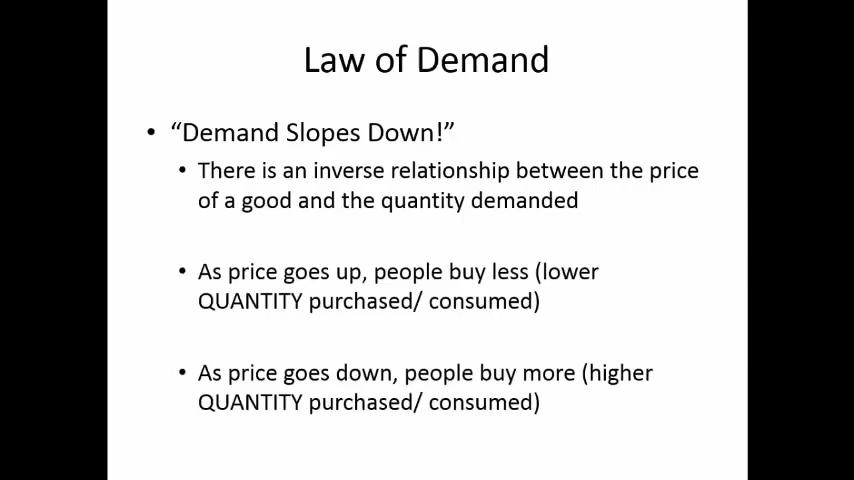 Law of Demand
• “Demand Slopes Down!”
• There is an inverse relationship between the price
of a good and the quantity demanded
• As price goes up, people buy less (lower
QUANTITY purchased/ consumed)
• As price goes down, people buy more (higher
QUANTITY purchased/ consumed)